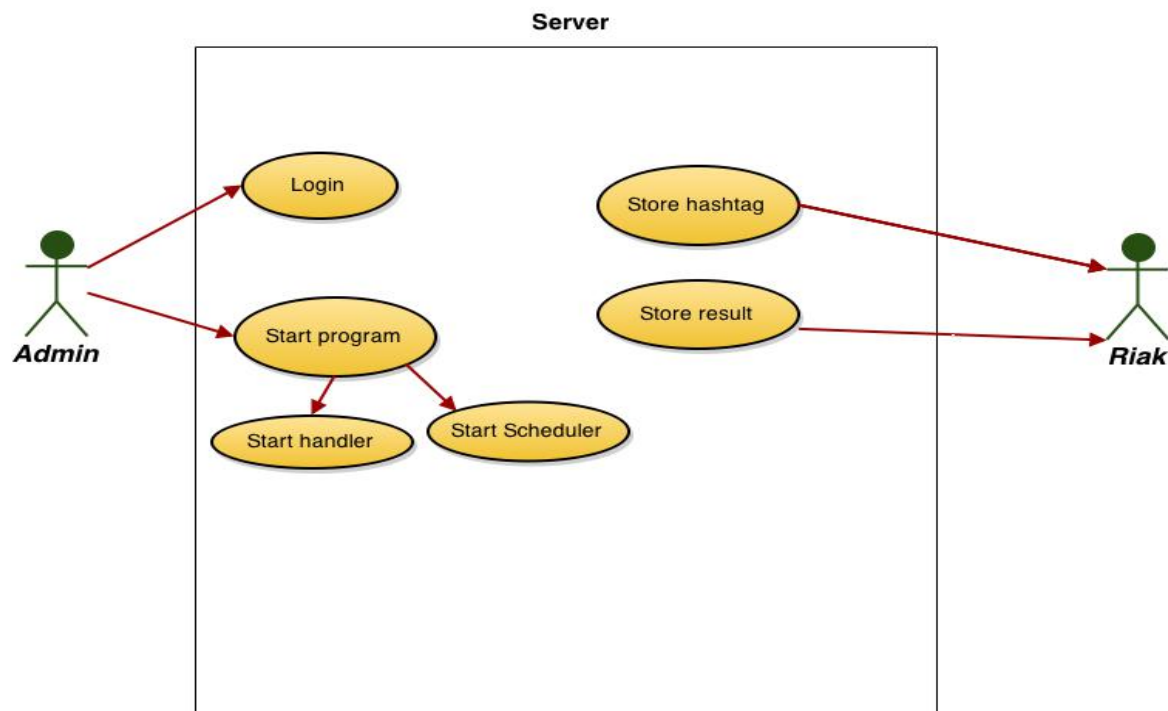 Server
Login
Store hashtag
Store result
Start program
Admin
Riak
Start handler
Start Scheduler